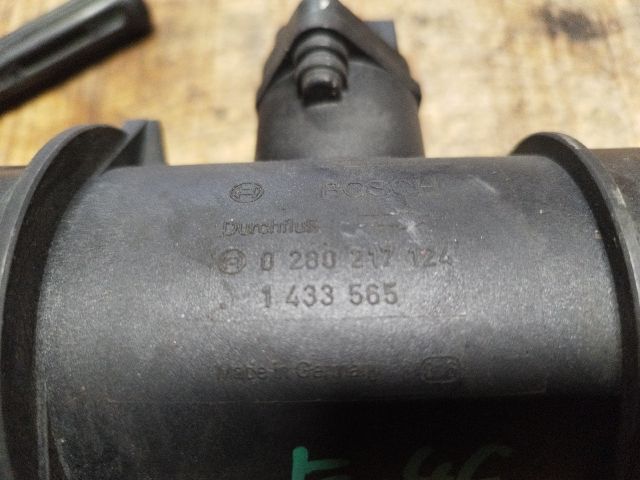 BOSCH
Durchfluß
0 280 217 124
1 433 565
Made in Germany